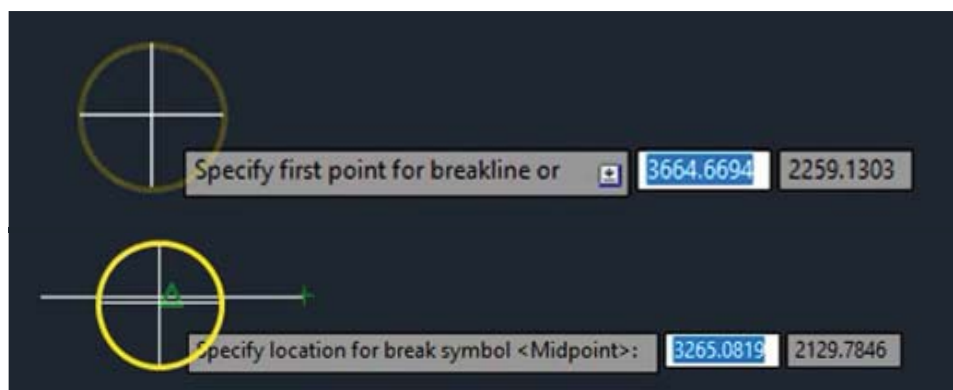 Specify first point for breakline or 3664.6694 2259.1303
Specify location for break symbol <Midpoint>: 3265.0819 2129.7846